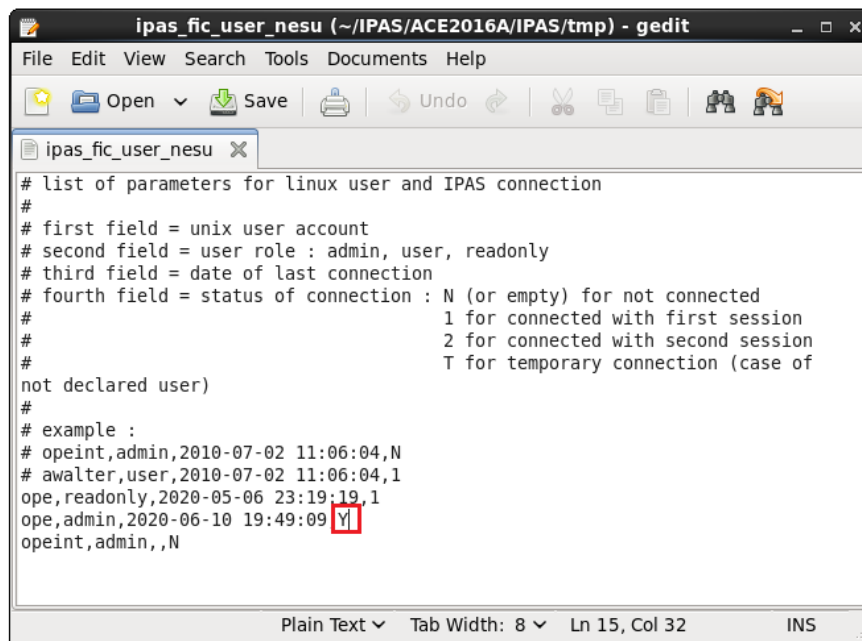 ipas_fic_user_nesu (~/IPAS/ACE2016A/IPAS/tmp) - gedit
File Edit View Search Tools Documents Help
Open Save Undo
ipas_fic_user_nesu
# list of parameters for linux user and IPAS connection
#
# first field = unix user account
# second field = user role : admin, user, readonly
# third field = date of last connection
# fourth field = status of connection : N (or empty) for not connected
# 1 for connected with first session
# 2 for connected with second session
# T for temporary connection (case of
not declared user)
#
# example :
# opeint,admin,2010-07-02 11:06:04,N
# awalter,user,2010-07-02 11:06:04,1
ope,readonly,2020-05-06 23:19:19,1
ope,admin,2020-06-10 19:49:09 Y
opeint,admin,,N
Plain Text Tab Width: 8 Ln 15, Col 32 INS